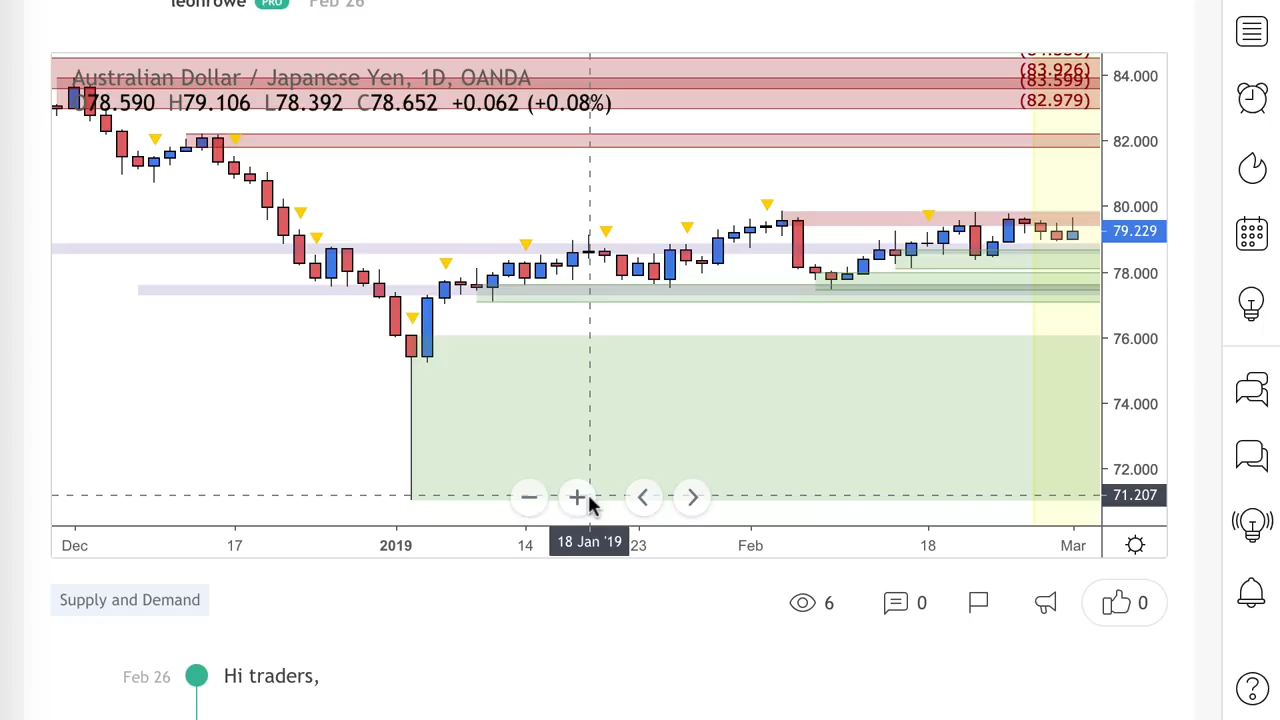 leonrowe PRO Feb 26
Australian Dollar / Japanese Yen, 1D, OANDA
O78.590 H79.106 L78.392 C78.652 +0.062 (+0.08%)
(83.926)
(83.599)
(82.979)
84.000
82.000
80.000
79.229
78.000
76.000
74.000
72.000
71.207
Dec 17 2019 14 18 Jan '19 23 Feb 18 Mar
Supply and Demand
6 0 0
Feb 26 Hi traders,